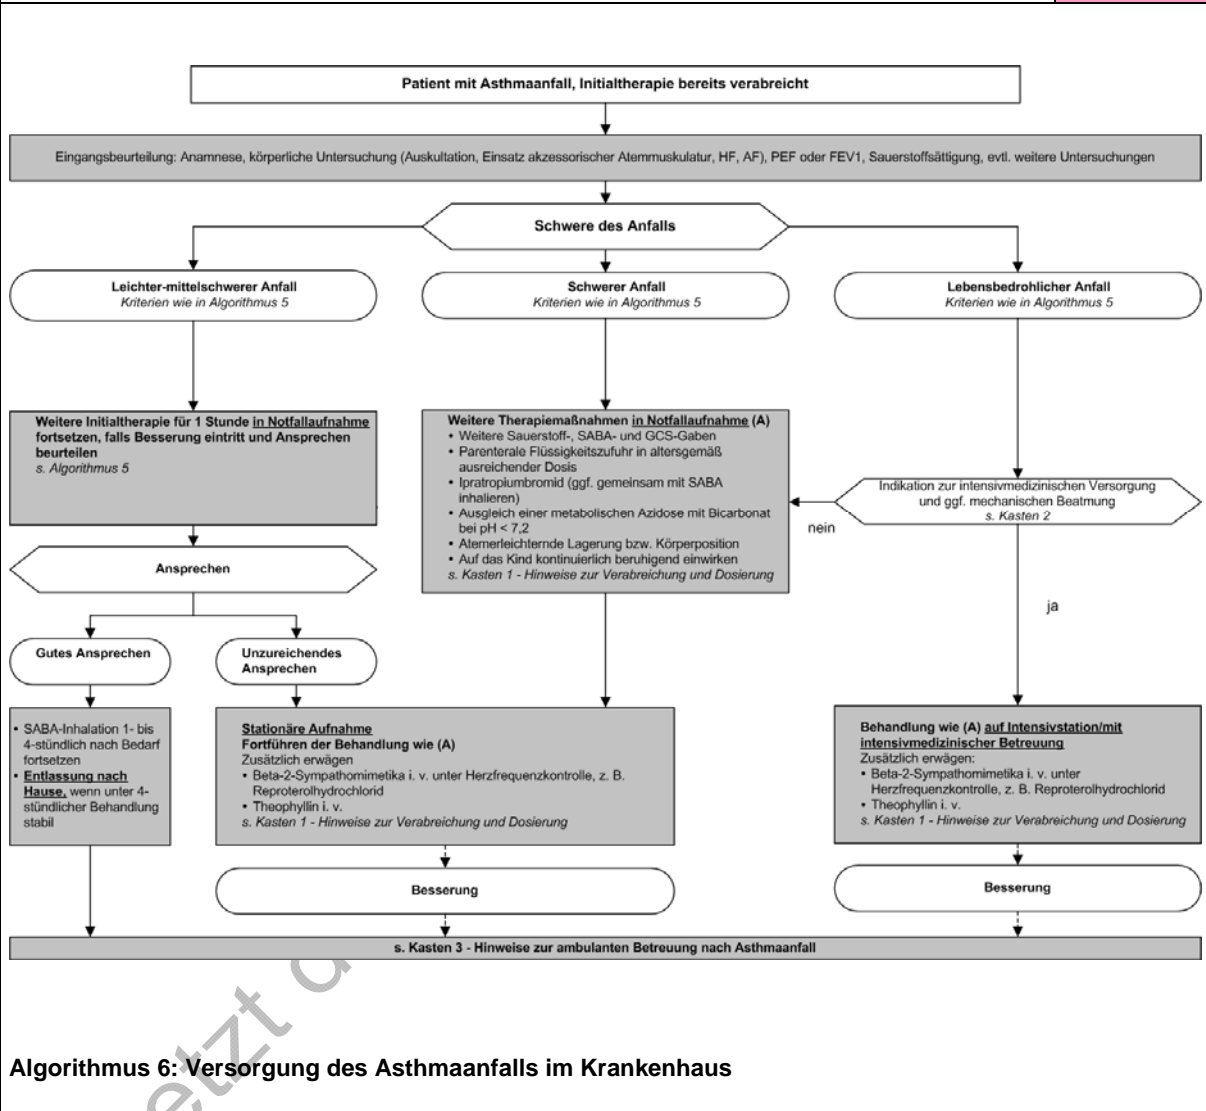 Patient mit Asthmaanfall, Initialtherapie bereits verabreicht
Eingangsbeurteilung: Anamnese, körperliche Untersuchung (Auskultation, Einsatz akzessorischer Atemmuskulatur, HF, AF), PEF oder FEV1, Sauerstoffsättigung, evtl. weitere Untersuchungen
Schwere des Anfalls
Leichter-mittelschwerer Anfall
Kriterien wie in Algorithmus 5
Schwerer Anfall
Kriterien wie in Algorithmus 5
Lebensbedrohlicher Anfall
Kriterien wie in Algorithmus 5
Weitere Initialtherapie für 1 Stunde in Notfallaufnahme
fortsetzen, falls Besserung eintritt und Ansprechen
beurteilen
s. Algorithmus 5
Weitere Therapiemaßnahmen in Notfallaufnahme (A)
• Weitere Sauerstoff-, SABA- und GCS-Gaben
• Parenterale Flüssigkeitszufuhr in altersgemäß
ausreichender Dosis
• Ipratropiumbromid (ggf. gemeinsam mit SABA
inhalieren)
• Ausgleich einer metabolischen Azidose mit Bicarbonat
bei pH < 7,2
• Atemerleichternde Lagerung bzw. Körperposition
• Auf das Kind kontinuierlich beruhigend einwirken
s. Kasten 1 - Hinweise zur Verabreichung und Dosierung
Indikation zur intensivmedizinischen Versorgung
und ggf. mechanischen Beatmung
s. Kasten 2
nein
ja
Ansprechen
Gutes Ansprechen
Unzureichendes
Ansprechen
• SABA-Inhalation 1- bis
4-stündlich nach Bedarf
fortsetzen
• Entlassung nach
Hause, wenn unter 4-
stündlicher Behandlung
stabil
Stationäre Aufnahme
Fortführen der Behandlung wie (A)
Zusätzlich erwägen
• Beta-2-Sympathomimetika i. v. unter Herzfrequenzkontrolle, z. B.
Reproterolhydrochlorid
• Theophyllin i. v.
s. Kasten 1 - Hinweise zur Verabreichung und Dosierung
Behandlung wie (A) auf Intensivstation/mit
intensivmedizinischer Betreuung
Zusätzlich erwägen:
• Beta-2-Sympathomimetika i. v. unter
Herzfrequenzkontrolle, z. B. Reproterolhydrochlorid
• Theophyllin i. v.
s. Kasten 1 - Hinweise zur Verabreichung und Dosierung
Besserung
Besserung
s. Kasten 3 - Hinweise zur ambulanten Betreuung nach Asthmaanfall
Algorithmus 6: Versorgung des Asthmaanfalls im Krankenhaus